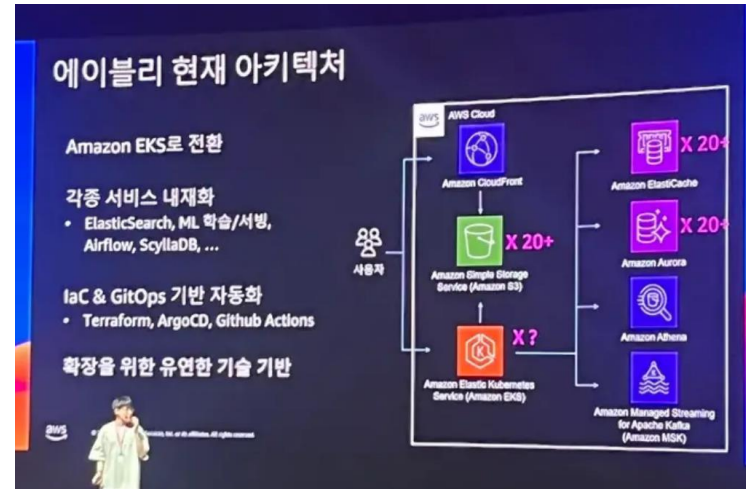 에이블리 현재 아키텍처
Amazon EKS로 전환
각종 서비스 내재화
• ElasticSearch, ML 학습/서빙,
Airflow, ScyllaDB, ...
IaC & GitOps 기반 자동화
• Terraform, ArgoCD, Github Actions
확장을 위한 유연한 기술 기반
aws
aws
AWS Cloud
사용자
Amazon CloudFront
X 20+
Amazon Simple Storage
Service (Amazon S3)
X ?
Amazon Elastic Kubernetes
Service (Amazon EKS)
X 20+
Amazon ElastiCache
X 20+
Amazon Aurora
Amazon Athena
Amazon Managed Streaming
for Apache Kafka
(Amazon MSK)